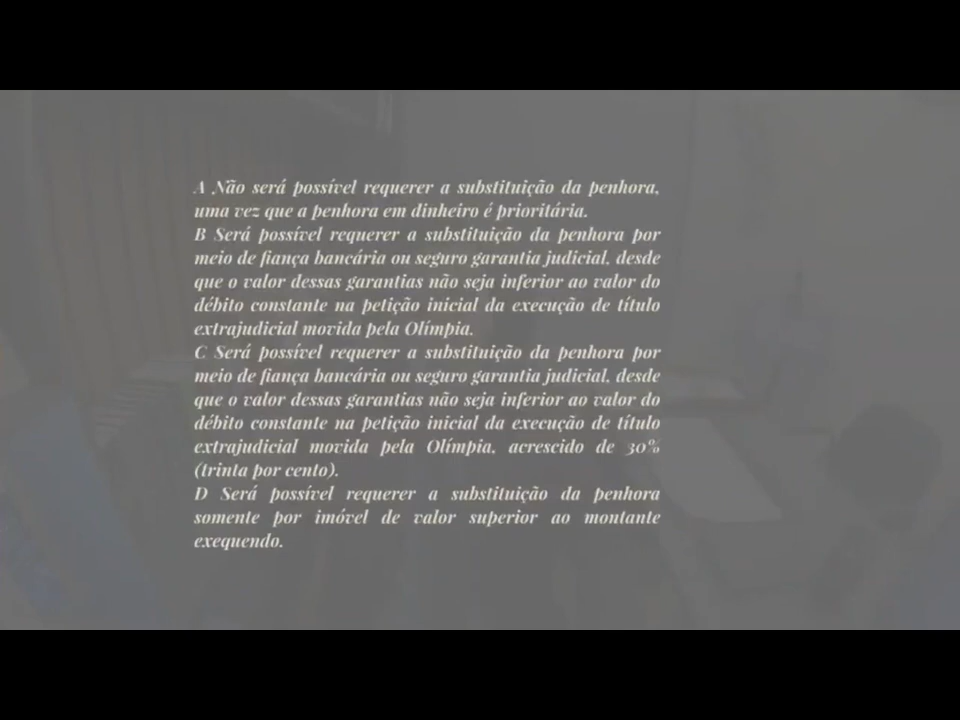 A Não será possível requerer a substituição da penhora,
uma vez que a penhora em dinheiro é prioritária.
B Será possível requerer a substituição da penhora por
meio de fiança bancária ou seguro garantia judicial, desde
que o valor dessas garantias não seja inferior ao valor do
débito constante na petição inicial da execução de título
extrajudicial movida pela Olímpia.
C Será possível requerer a substituição da penhora por
meio de fiança bancária ou seguro garantia judicial, desde
que o valor dessas garantias não seja inferior ao valor do
débito constante na petição inicial da execução de título
extrajudicial movida pela Olímpia, acrescido de 30%
(trinta por cento).
D Será possível requerer a substituição da penhora
somente por imóvel de valor superior ao montante
exequendo.